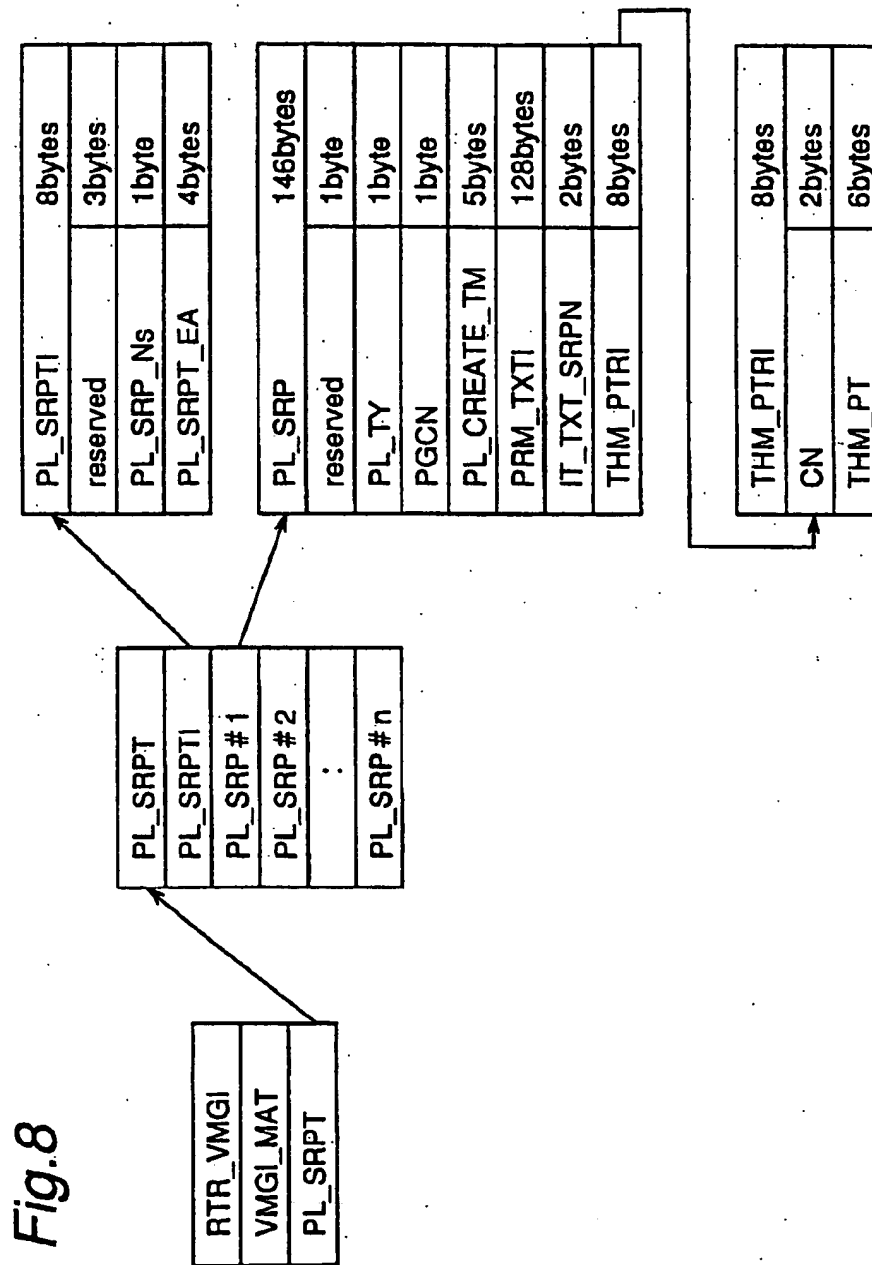 Fig.8
RTR_VMGI
VMGI_MAT
PL_SRPT
PL_SRPT
PL_SRPTI
PL_SRP#1
PL_SRP#2
:
PL_SRP#n
PL_SRPTI 8bytes
reserved 3bytes
PL_SRP_Ns 1byte
PL_SRPT_EA 4bytes
PL_SRP 146bytes
reserved 1byte
PL_TY 1byte
PGCN 1byte
PL_CREATE_TM 5bytes
PRM_TXTI 128bytes
IT_TXT_SRPN 2bytes
THM_PTRI 8bytes
THM_PTRI 8bytes
CN 2bytes
THM_PT 6bytes